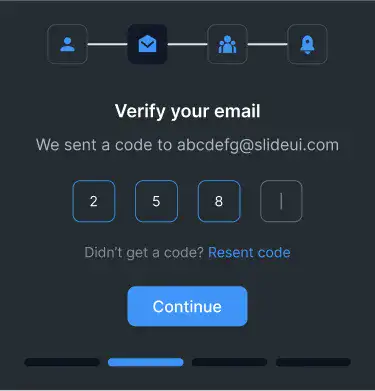 Verify your email
We sent a code to abcdefg@slideui.com
2 5 8
Didn't get a code? Resent code
Continue